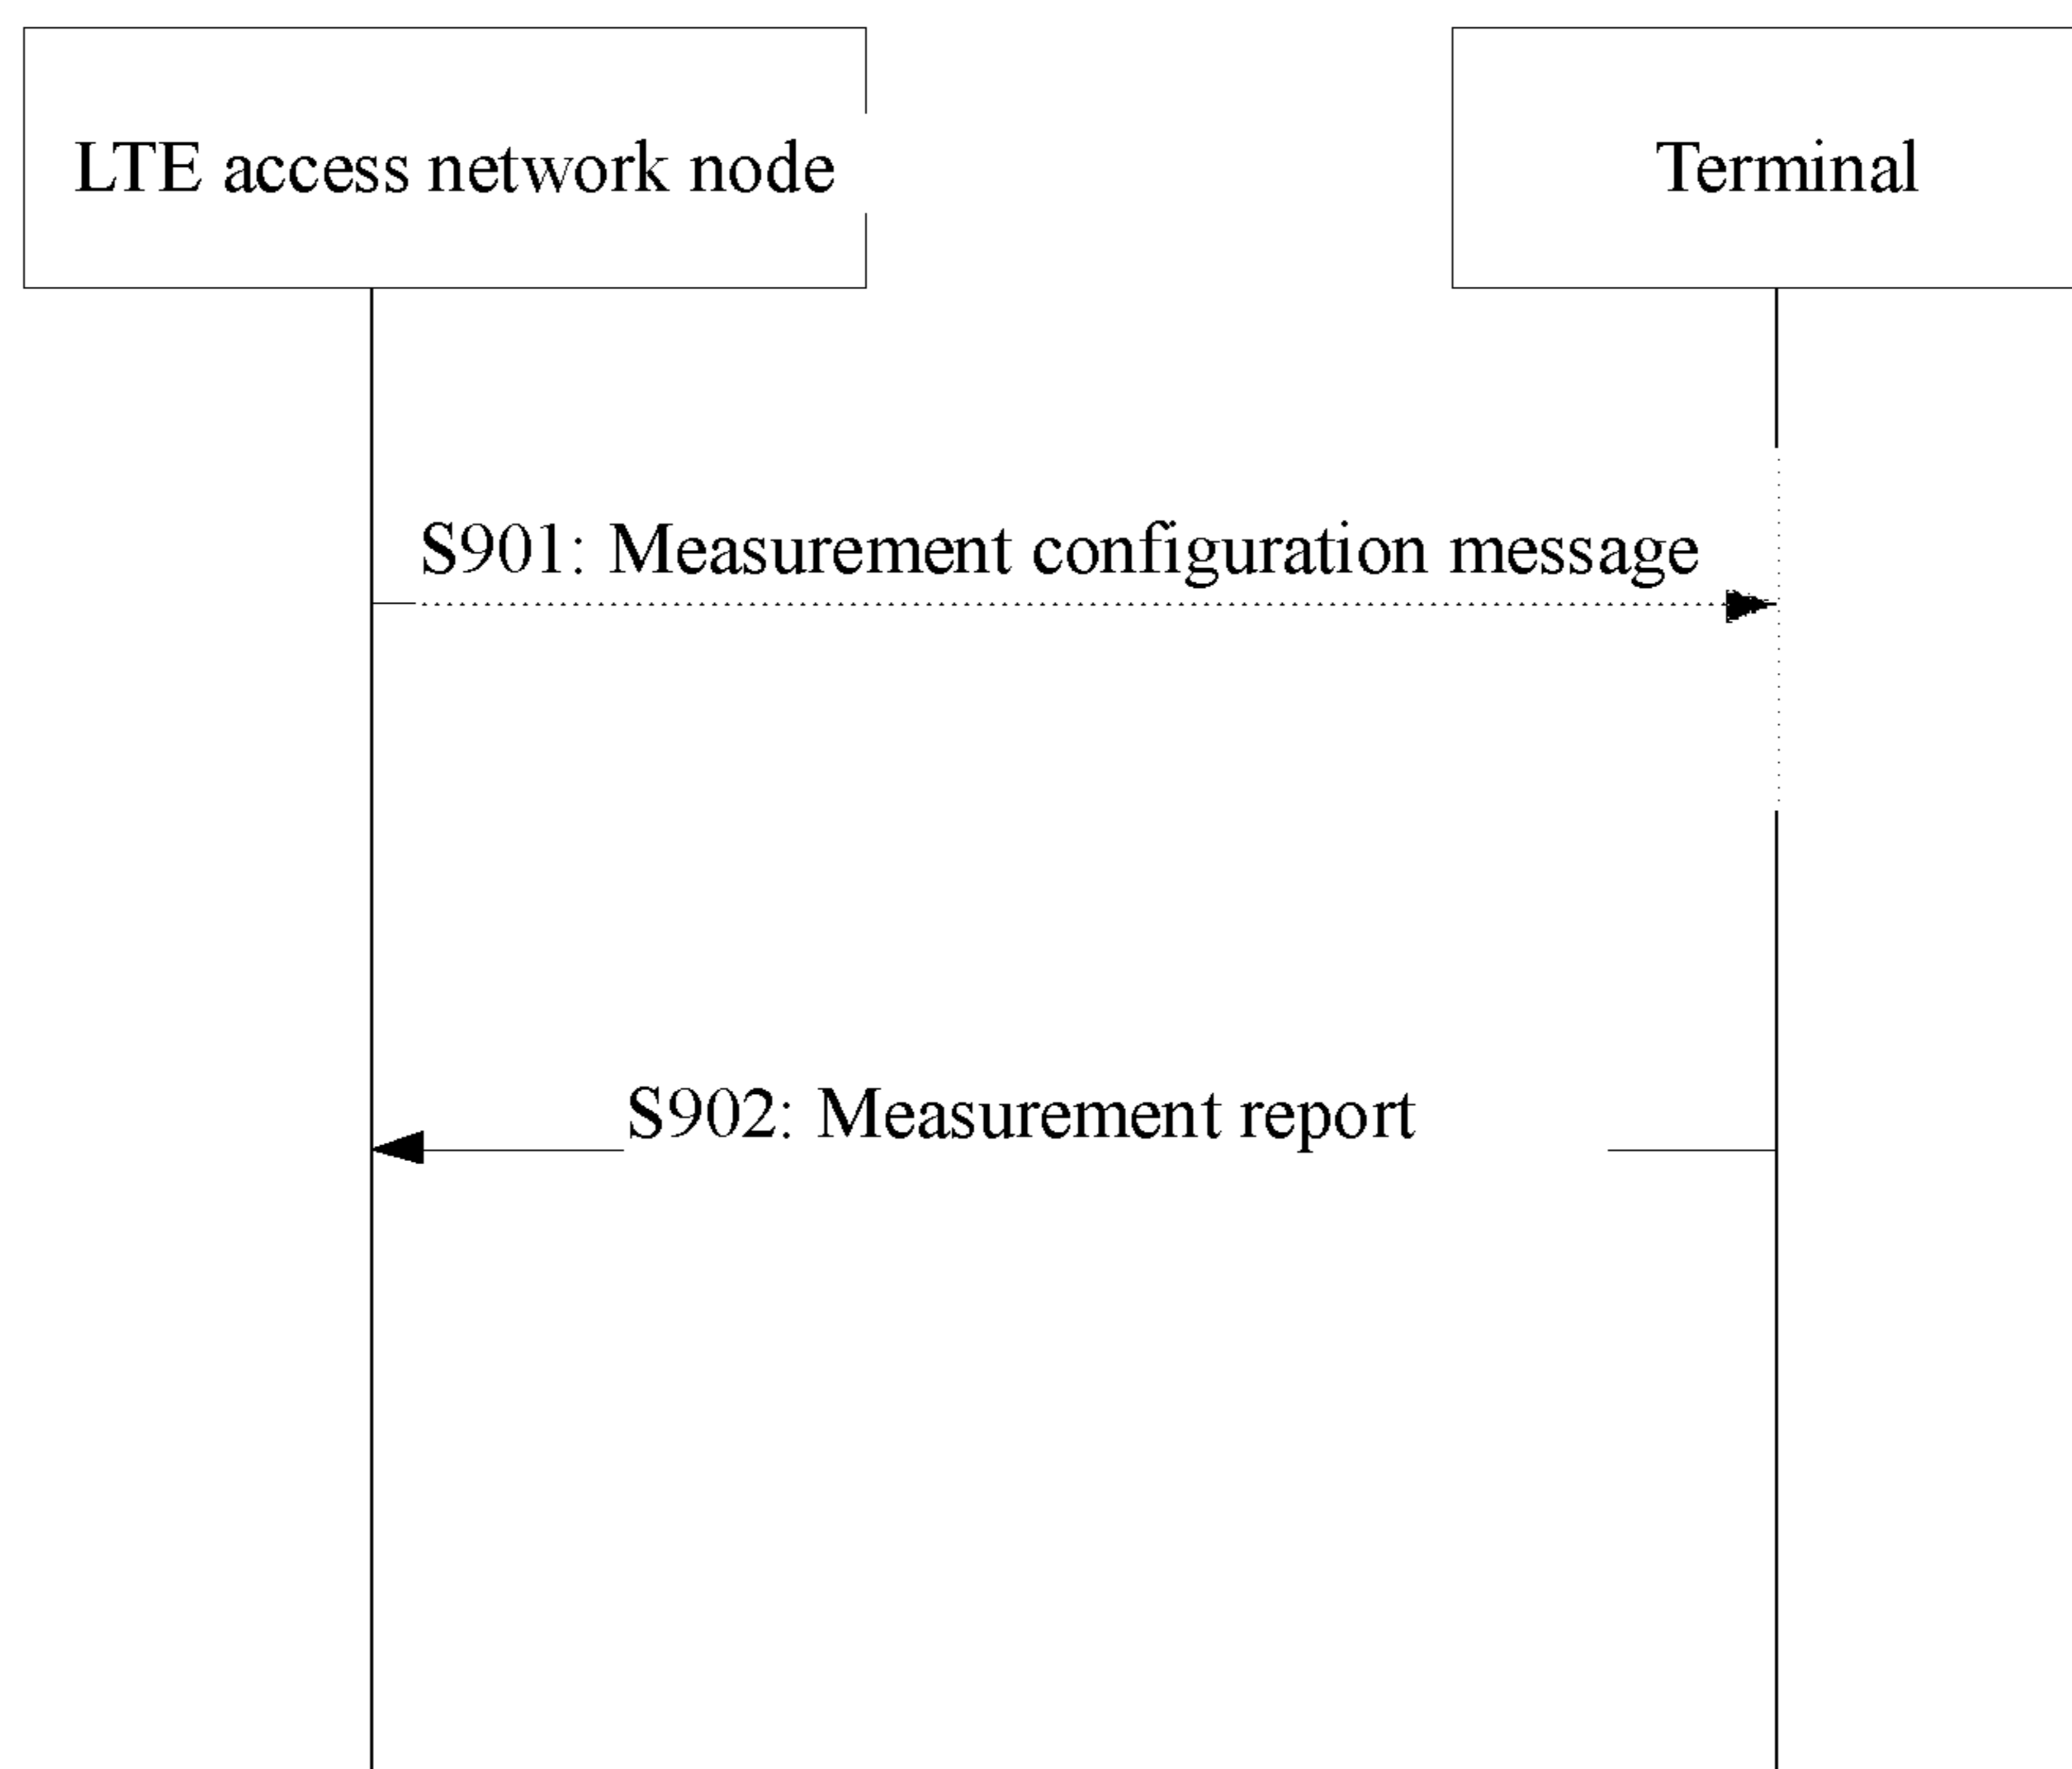 LTE access network node
Terminal
S901: Measurement configuration message
S902: Measurement report